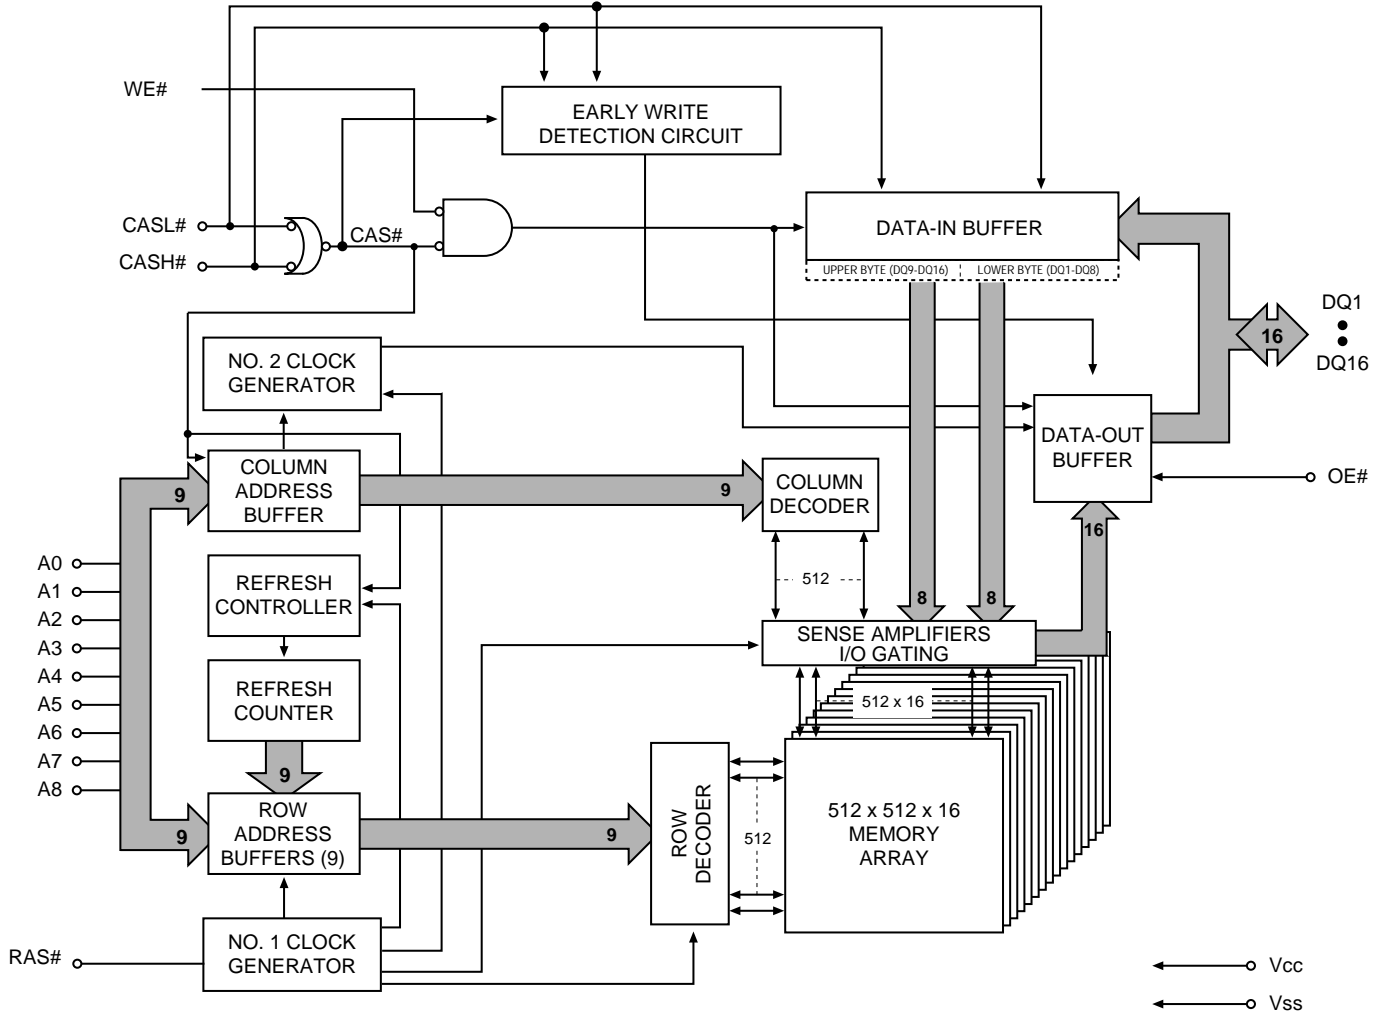 WE#
EARLY WRITE
DETECTION CIRCUIT
CASL#
CASH#
CAS#
DATA-IN BUFFER
UPPER BYTE (DQ9-DQ16)
LOWER BYTE (DQ1-DQ8)
DQ1
16
DQ16
NO. 2 CLOCK
GENERATOR
DATA-OUT
BUFFER
OE#
COLUMN
ADDRESS
BUFFER
9
9
COLUMN
DECODER
16
A0
A1
A2
A3
A4
A5
A6
A7
A8
REFRESH
CONTROLLER
512
8
8
SENSE AMPLIFIERS
I/O GATING
REFRESH
COUNTER
512 x 16
9
ROW
ADDRESS
BUFFERS (9)
9
9
ROW
DECODER
512
512 x 512 x 16
MEMORY
ARRAY
RAS#
NO. 1 CLOCK
GENERATOR
Vcc
Vss